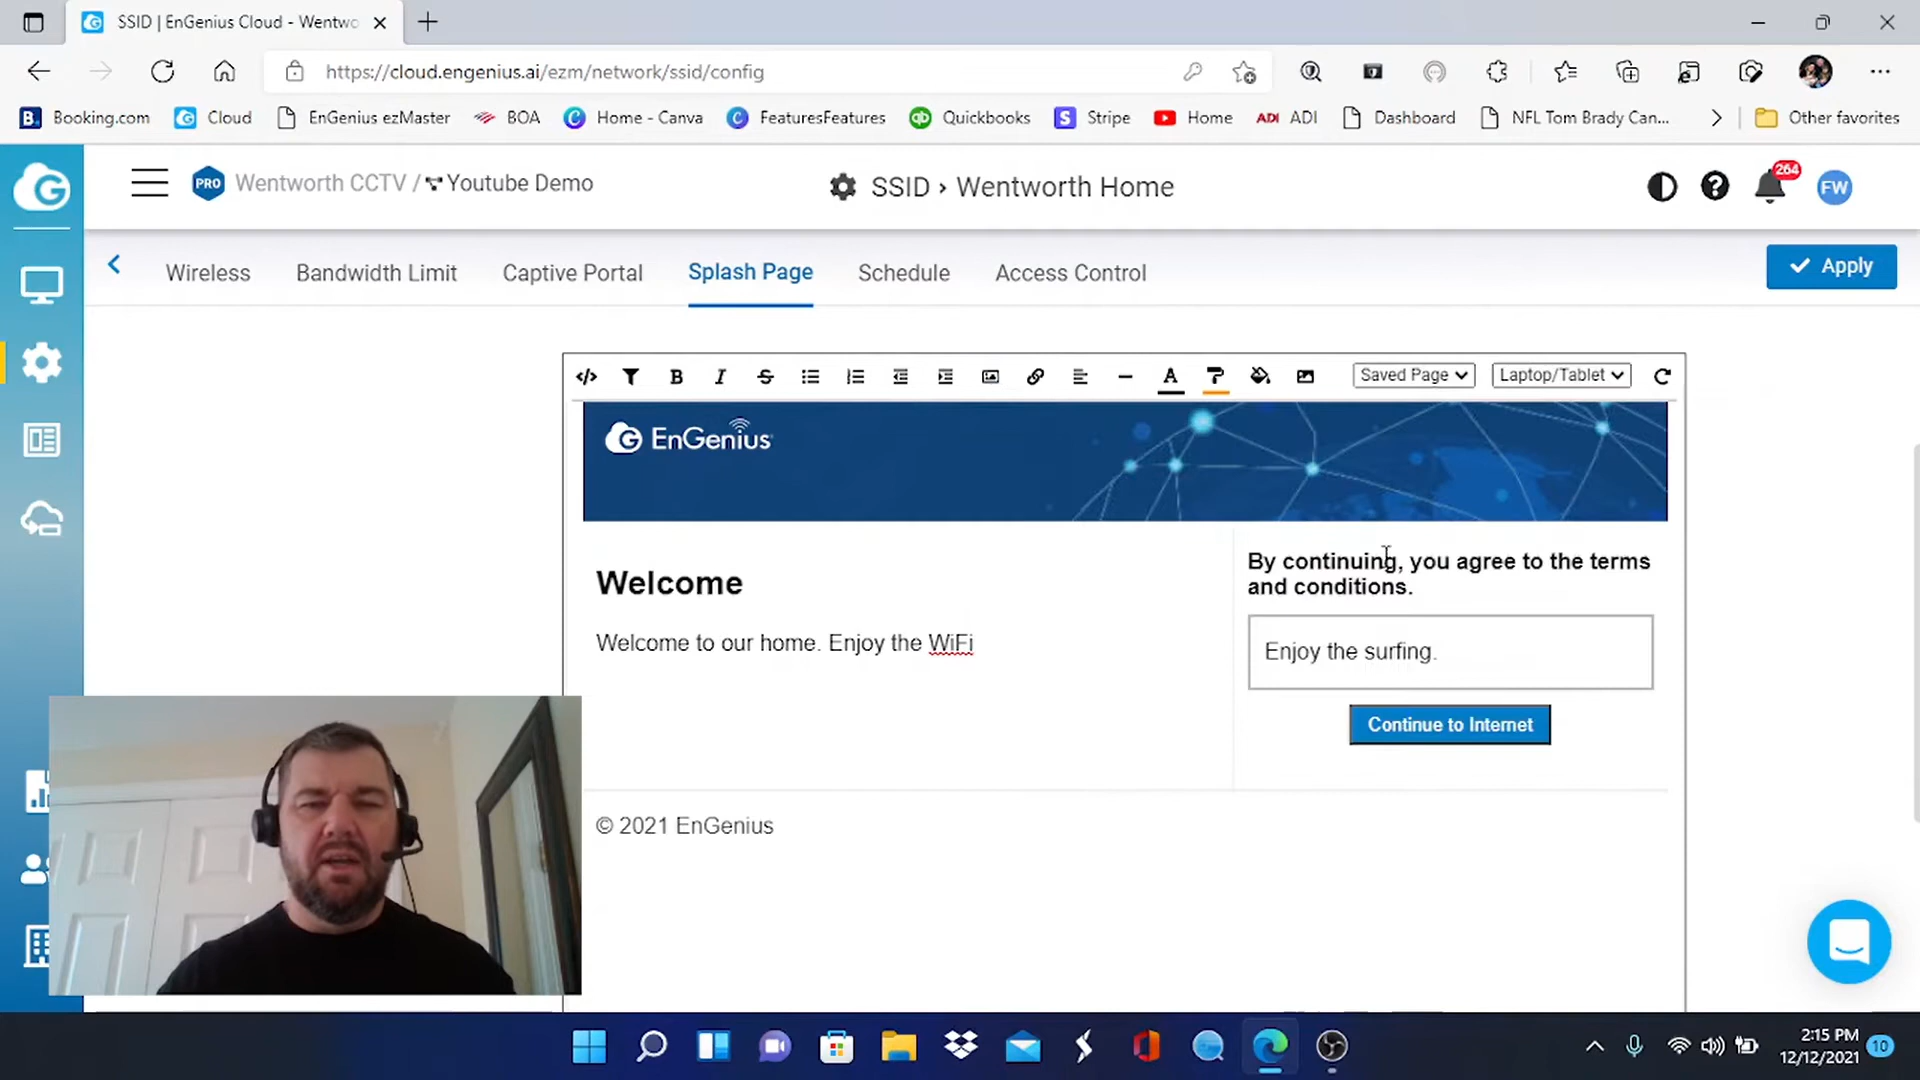 SSID | EnGenius Cloud - Wentwo
https://cloud.engenius.ai/ezm/network/ssid/config
B. Booking.com
Cloud
EnGenius ezMaster
BOA
C Home - Canva
C FeaturesFeatures
qb Quickbooks
S Stripe
Home
ADI ADI
Dashboard
NFL Tom Brady Can...
Other favorites
PRO Wentworth CCTV / Youtube Demo
SSID › Wentworth Home
264
FW
Wireless
Bandwidth Limit
Captive Portal
Splash Page
Schedule
Access Control
Apply
B I S
A
Saved Page
Laptop/Tablet
EnGenius
Welcome
Welcome to our home. Enjoy the WiFi
By continuing, you agree to the terms
and conditions.
Enjoy the surfing.
Continue to Internet
© 2021 EnGenius
2:15 PM
12/12/2021
10